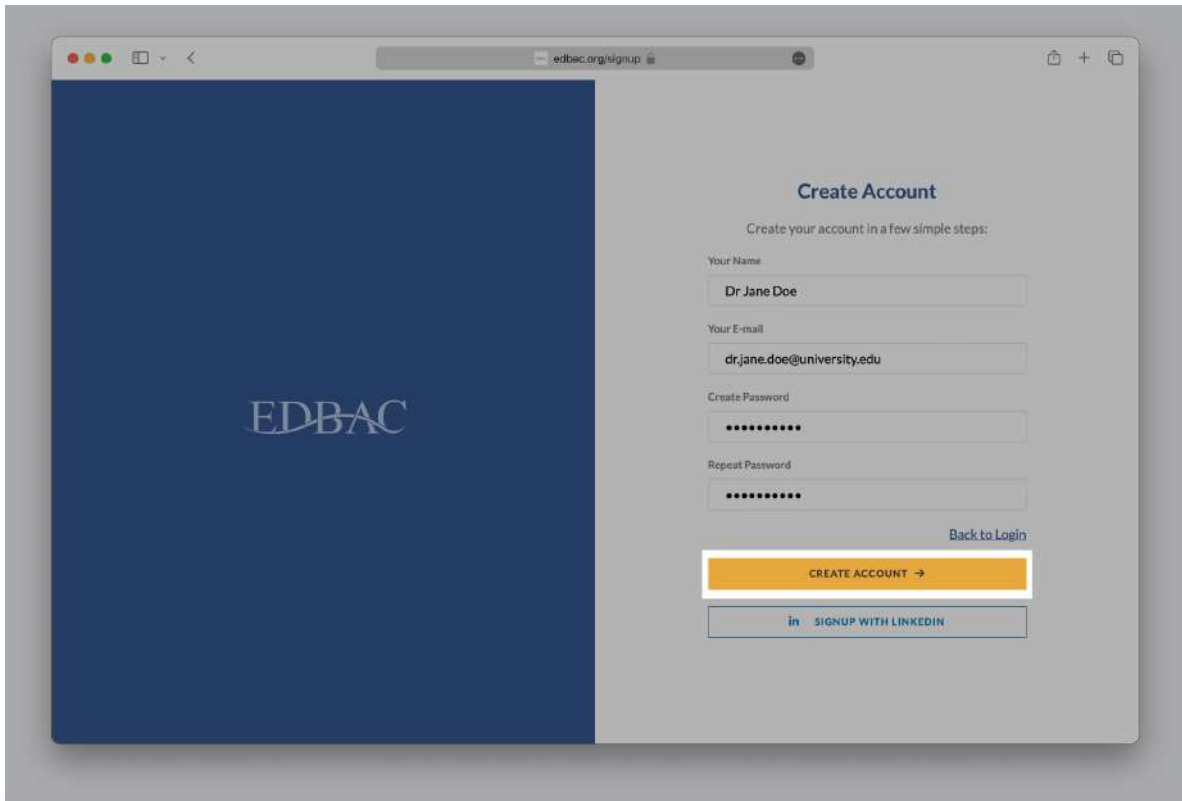 edbac.org/signup
EDBAC
Create Account
Create your account in a few simple steps:
Your Name
Dr Jane Doe
Your E-mail
dr.jane.doe@university.edu
Create Password
••••••••••
Repeat Password
••••••••••
Back to Login
CREATE ACCOUNT →
in SIGNUP WITH LINKEDIN